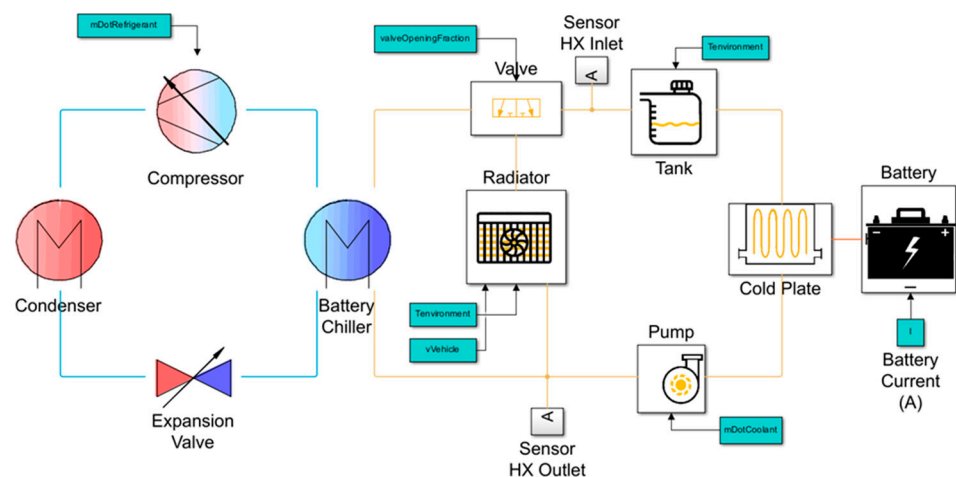 mDotRefrigerant
Compressor
Condenser
Expansion
Valve
Battery
Chiller
valveOpeningFraction
Valve
Sensor
HX Inlet
A
Tenvironment
Tank
Radiator
Tenvironment
vVehicle
A
Sensor
HX Outlet
Pump
mDotCoolant
Cold Plate
Battery
I
Battery
Current
(A)